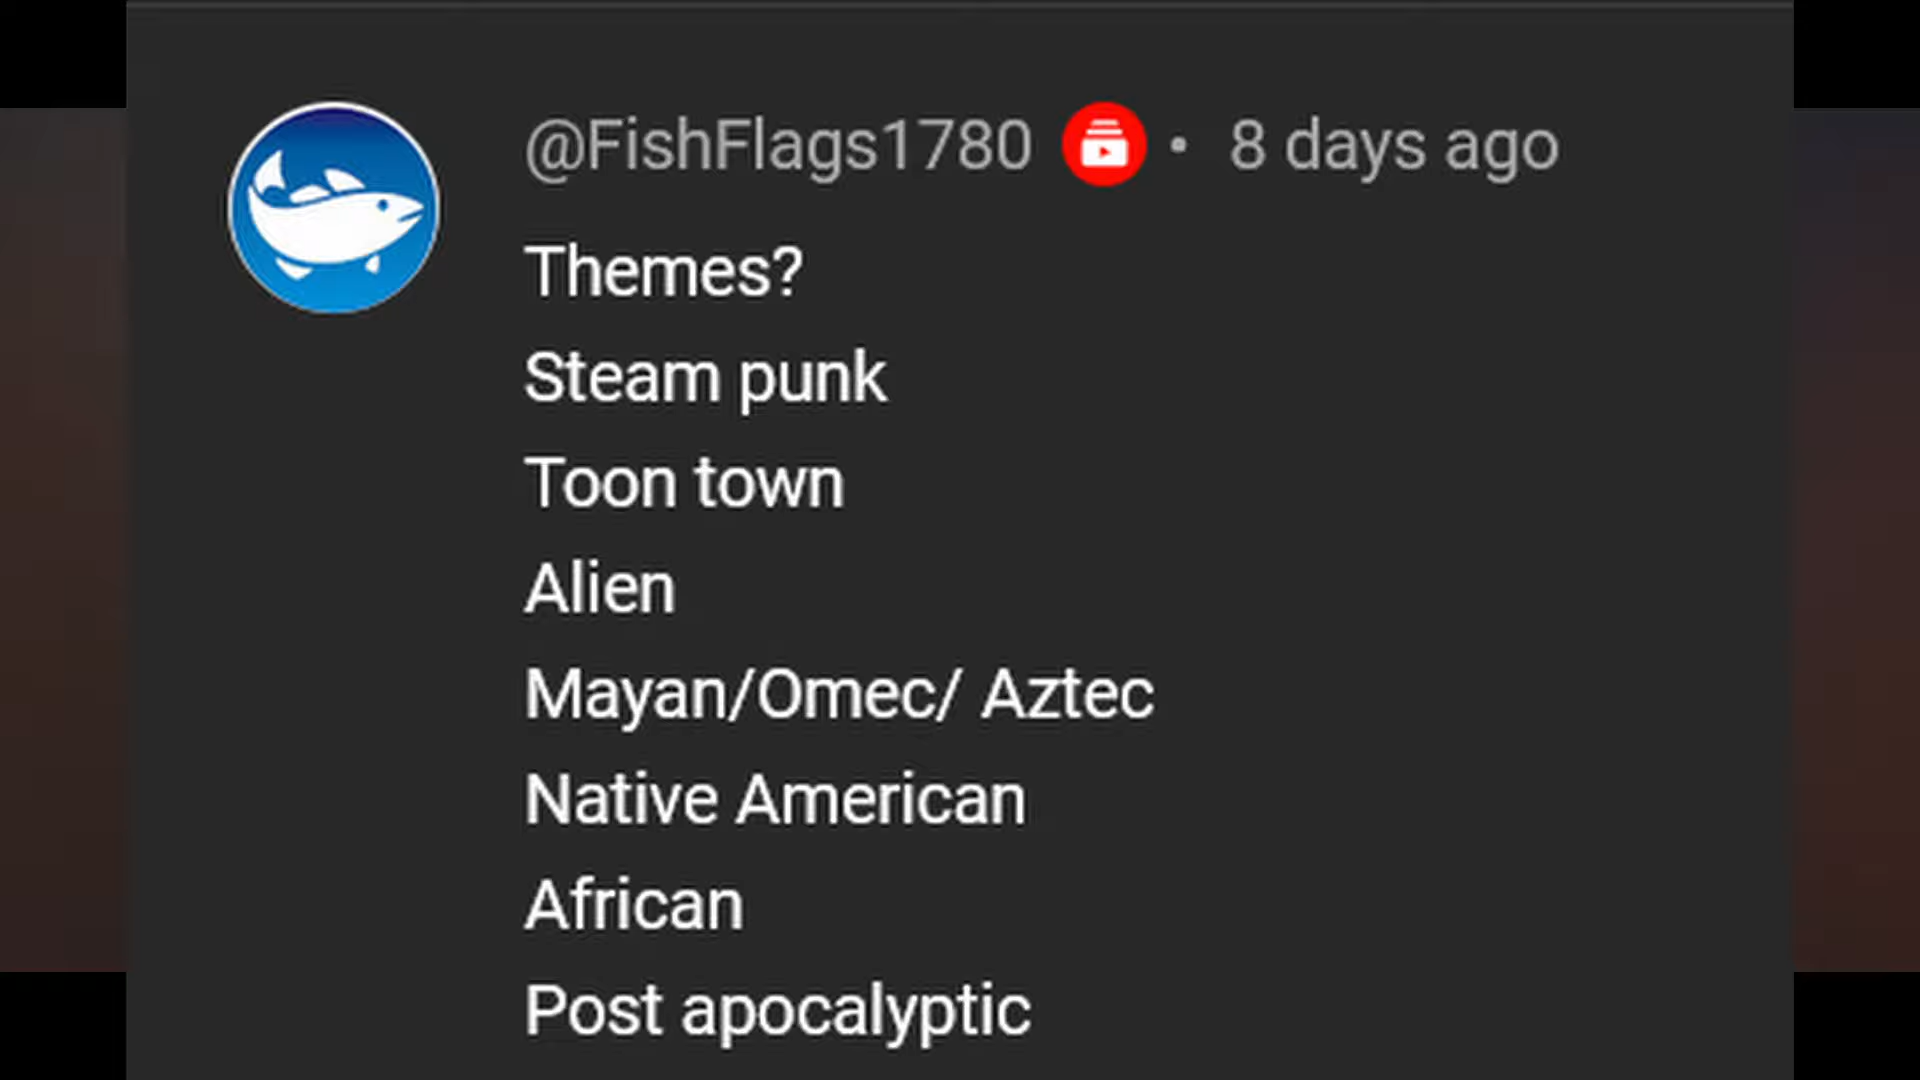 @FishFlags1780 • 8 days ago
Themes?
Steam punk
Toon town
Alien
Mayan/Omec/ Aztec
Native American
African
Post apocalyptic